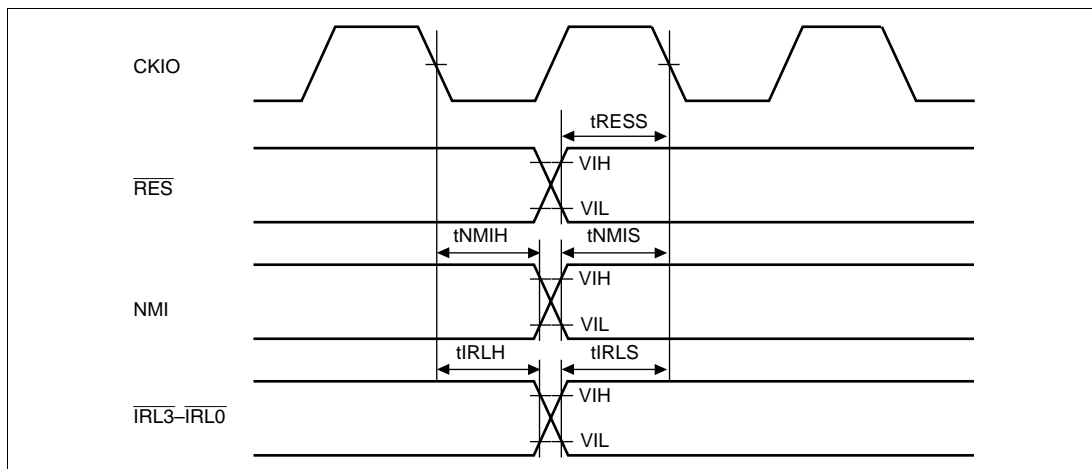 CKIO
tRESS
VIH
RES
VIL
tNMIH tNMIS
VIH
NMI
VIL
tIRLH tIRLS
VIH
IRL3–IRL0
VIL